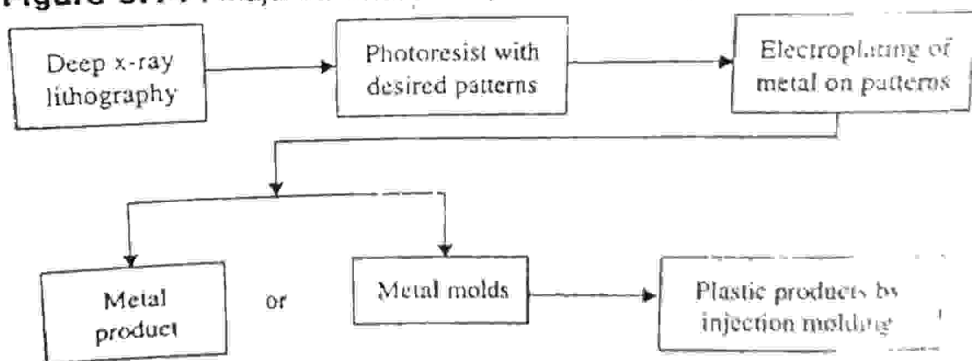 Deep x-ray
lithography
Photoresist with
desired patterns
Electroplating of
metal on patterns
Metal
product
or
Metal molds
Plastic products by
injection molding